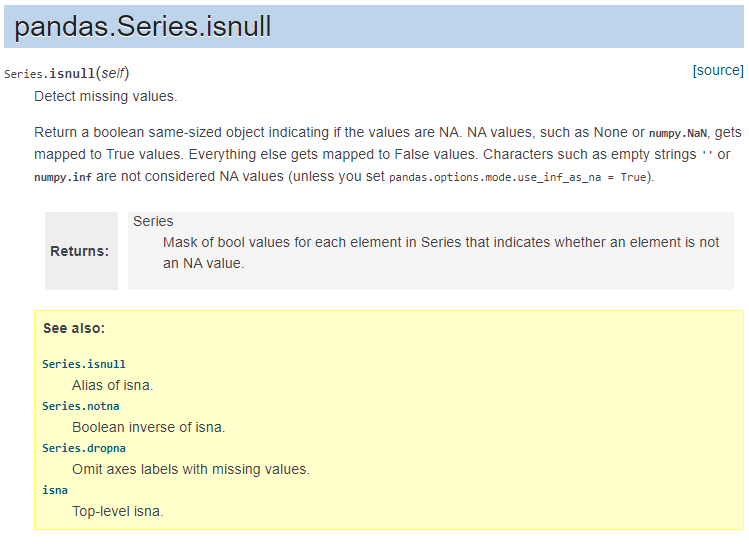 pandas.Series.isnull
Series.isnull(self)
[source]
Detect missing values.
Return a boolean same-sized object indicating if the values are NA. NA values, such as None or numpy.NaN, gets
mapped to True values. Everything else gets mapped to False values. Characters such as empty strings '' or
numpy.inf are not considered NA values (unless you set pandas.options.mode.use_inf_as_na = True).
Returns:
Series
Mask of bool values for each element in Series that indicates whether an element is not
an NA value.
See also:
Series.isnull
Alias of isna.
Series.notna
Boolean inverse of isna.
Series.dropna
Omit axes labels with missing values.
isna
Top-level isna.